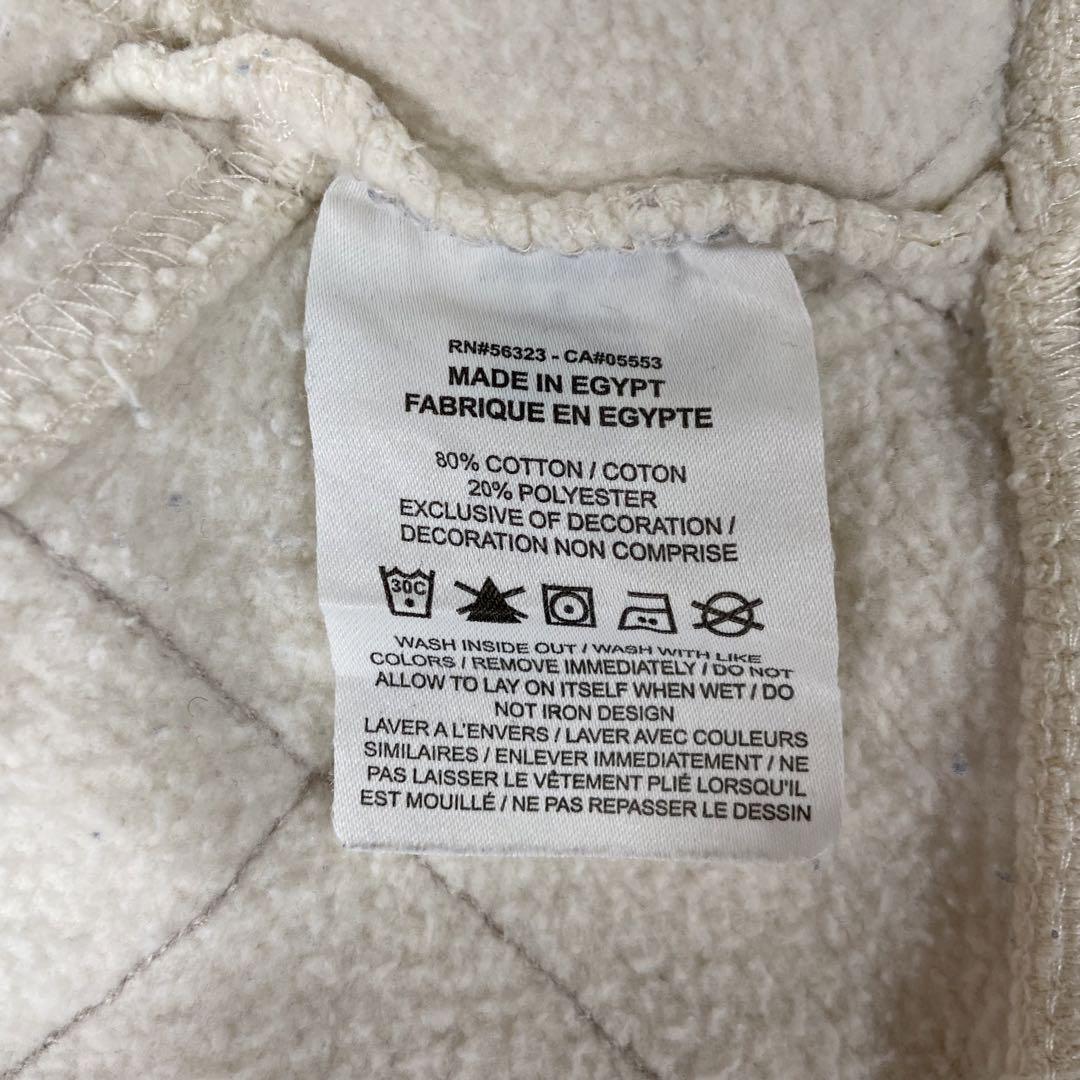 RN#56323 - CA#05553
MADE IN EGYPT
FABRIQUE EN EGYPTE
80% COTTON / COTON
20% POLYESTER
EXCLUSIVE OF DECORATION /
DECORATION NON COMPRISE
30C
WASH INSIDE OUT / WASH WITH LIKE
COLORS / REMOVE IMMEDIATELY / DO NOT
ALLOW TO LAY ON ITSELF WHEN WET / DO
NOT IRON DESIGN
LAVER A L'ENVERS / LAVER AVEC COULEURS
SIMILAIRES / ENLEVER IMMEDIATEMENT / NE
PAS LAISSER LE VÊTEMENT PLIÉ LORSQU'IL
EST MOUILLÉ / NE PAS REPASSER LE DESSIN